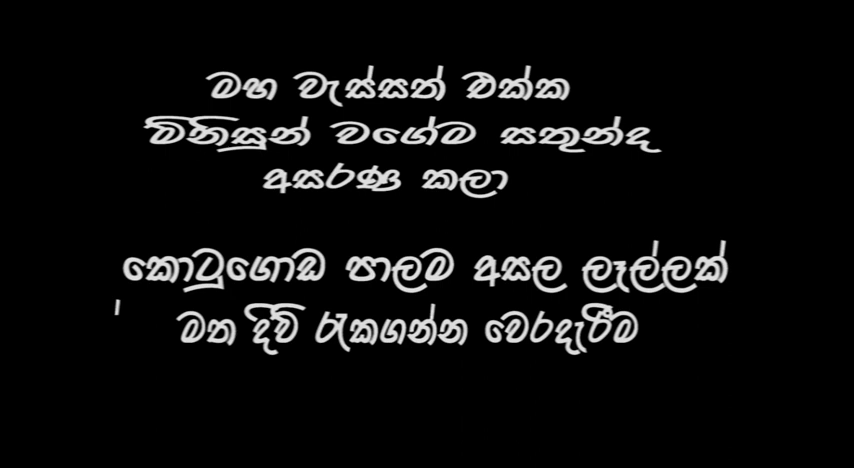 මහ වැස්සත් එක්ක
මිනිසුන් වගේම සතුන්ද
අසරණ කලා
කොටුගොඩ පාලම අසල ලෑල්ලක්
මත දිවි රැකගන්න වෙරදැරීම